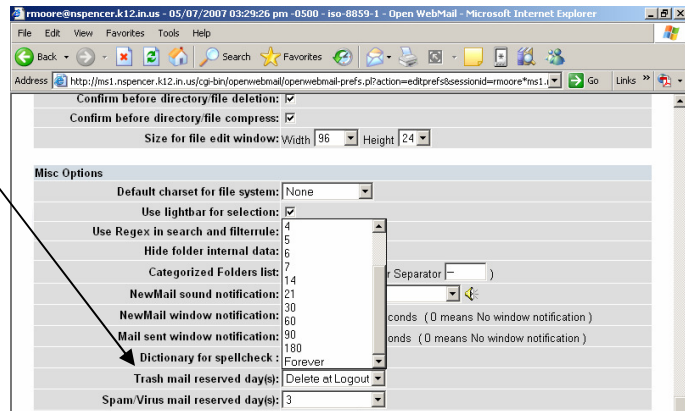 rmoore@nspencer.k12.in.us - 05/07/2007 03:29:26 pm -0500 - iso-8859-1 - Open WebMail - Microsoft Internet Explorer
File Edit View Favorites Tools Help
Back Search Favorites
Address http://ms1.nspencer.k12.in.us/cgi-bin/openwebmail/openwebmail-prefs.pl?action=editprefs&sessionid=rmoore*ms1. Go Links »
Confirm before directory/file deletion:
Confirm before directory/file compress:
Size for file edit window: Width 96 Height 24
Misc Options
Default charset for file system: None
Use lightbar for selection:
4
Use Regex in search and filterrule:
5
Hide folder internal data: 6
Categorized Folders list: 7 r Separator -- )
14
NewMail sound notification: 21
30
NewMail window notification: 60 conds ( 0 means No window notification )
Mail sent window notification: 90 onds ( 0 means No window notification )
180
Dictionary for spellcheck : Forever
Trash mail reserved day(s): Delete at Logout
Spam/Virus mail reserved day(s): 3